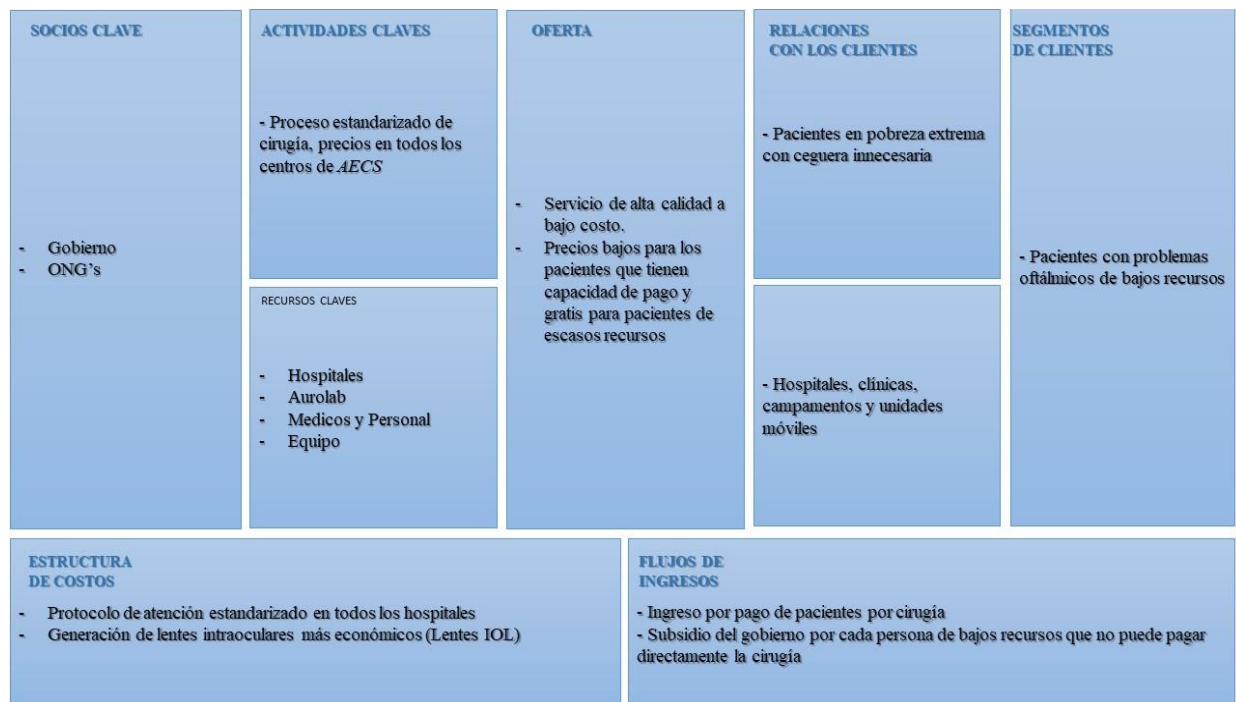 SOCIOS CLAVE
- Gobierno
- ONG's
ACTIVIDADES CLAVES
- Proceso estandarizado de
cirugía, precios en todos los
centros de AECS
RECURSOS CLAVES
- Hospitales
- Aurolab
- Medicos y Personal
- Equipo
OFERTA
- Servicio de alta calidad a
bajo costo.
- Precios bajos para los
pacientes que tienen
capacidad de pago y
gratis para pacientes de
escasos recursos
RELACIONES
CON LOS CLIENTES
- Pacientes en pobreza extrema
con ceguera innecesaria
- Hospitales, clínicas,
campamentos y unidades
móviles
SEGMENTOS
DE CLIENTES
- Pacientes con problemas
oftálmicos de bajos recursos
ESTRUCTURA
DE COSTOS
- Protocolo de atención estandarizado en todos los hospitales
- Generación de lentes intraoculares más económicos (Lentes IOL)
FLUJOS DE
INGRESOS
- Ingreso por pago de pacientes por cirugía
- Subsidio del gobierno por cada persona de bajos recursos que no puede pagar
directamente la cirugía